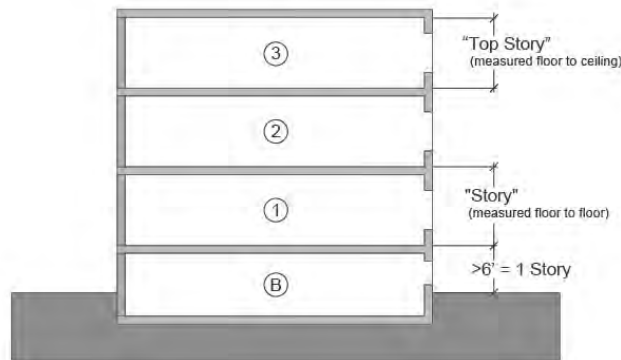 3
"Top Story"
(measured floor to ceiling)
2
1
"Story"
(measured floor to floor)
>6' = 1 Story
B